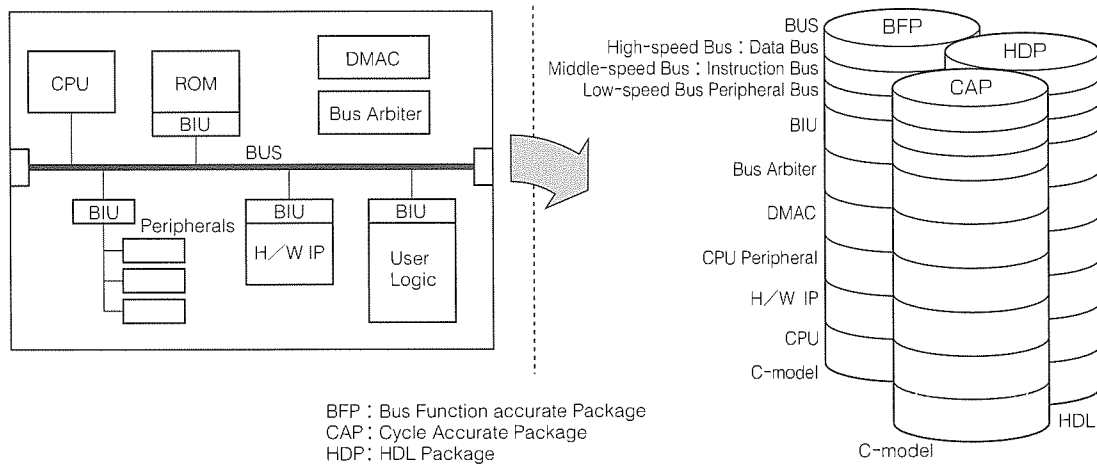 CPU
ROM
BIU
DMAC
Bus Arbiter
BUS
BIU
Peripherals
BIU
H/W IP
BIU
User
Logic
BUS
High-speed Bus : Data Bus
Middle-speed Bus : Instruction Bus
Low-speed Bus Peripheral Bus
BIU
Bus Arbiter
DMAC
CPU Peripheral
H/W IP
CPU
C-model
BFP
HDP
CAP
HDL
C-model
BFP : Bus Function accurate Package
CAP : Cycle Accurate Package
HDP : HDL Package